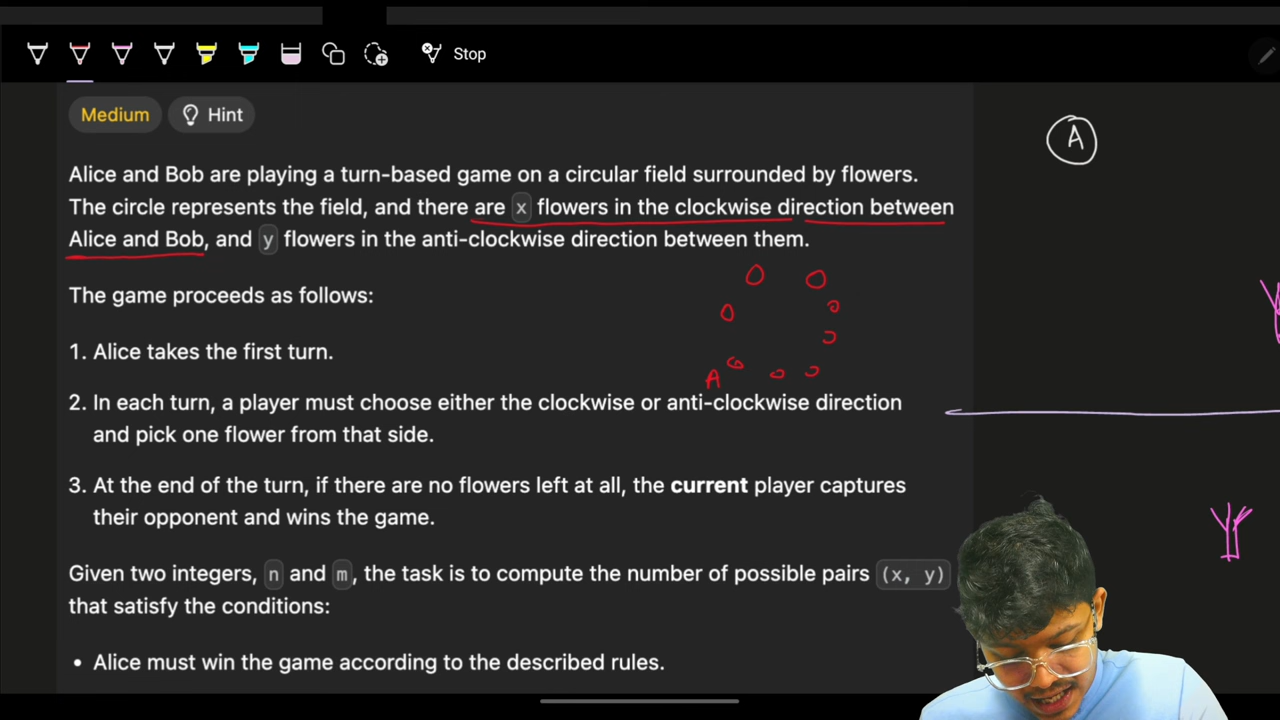 Stop
Medium
Hint
Alice and Bob are playing a turn-based game on a circular field surrounded by flowers.
The circle represents the field, and there are x flowers in the clockwise direction between
Alice and Bob, and y flowers in the anti-clockwise direction between them.
The game proceeds as follows:
1. Alice takes the first turn.
2. In each turn, a player must choose either the clockwise or anti-clockwise direction
and pick one flower from that side.
3. At the end of the turn, if there are no flowers left at all, the current player captures
their opponent and wins the game.
Given two integers, n and m, the task is to compute the number of possible pairs (x, y)
that satisfy the conditions:
• Alice must win the game according to the described rules.
A
A